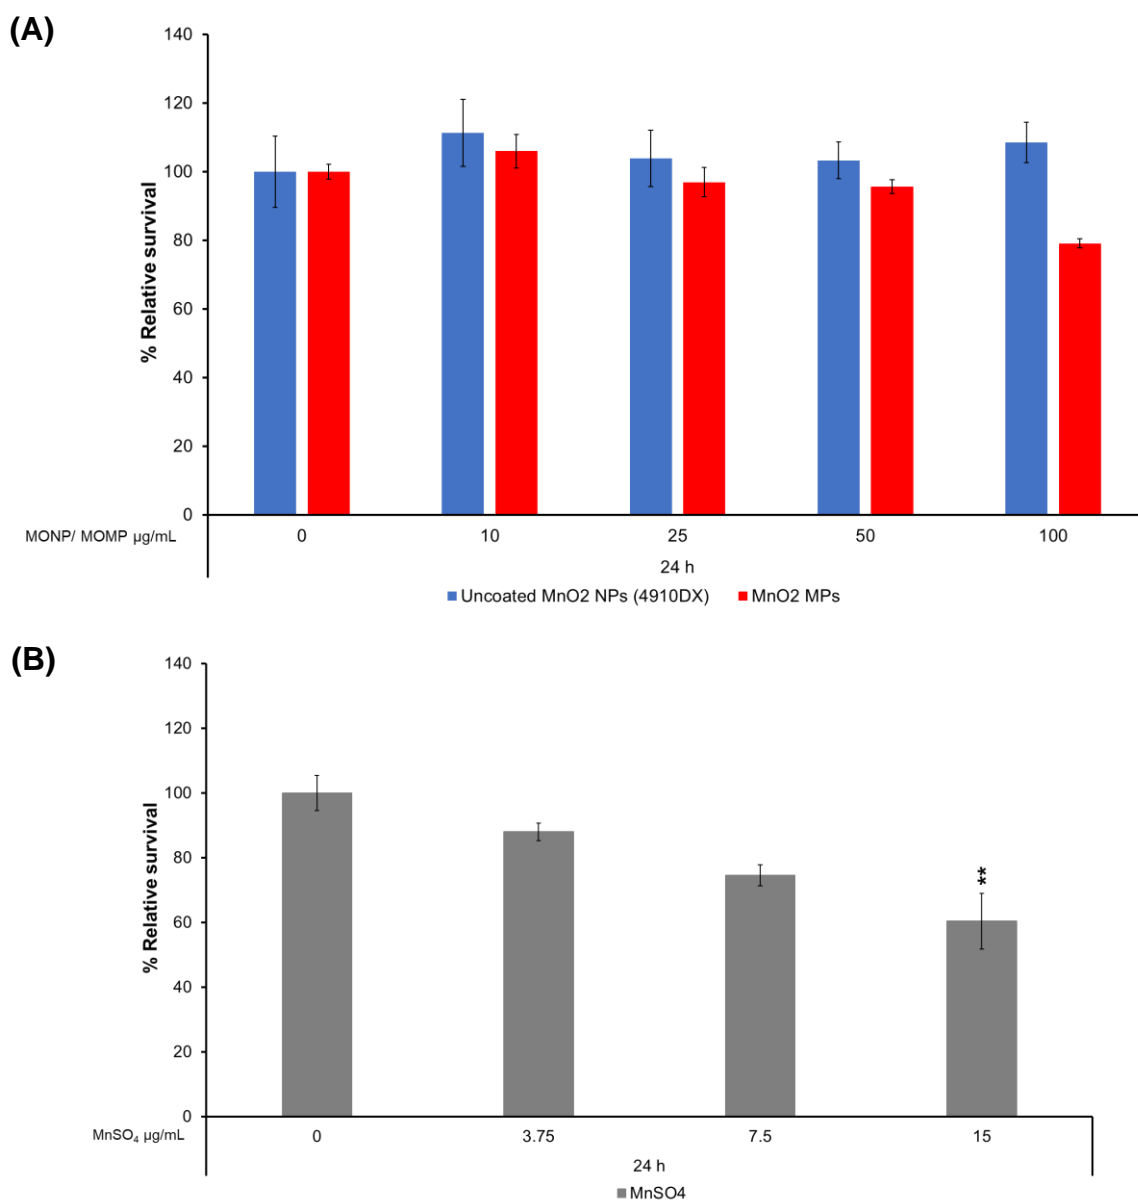 (A)
140
120
100
80
60
40
20
0
% Relative survival
MONP/ MOMP µg/mL 0 10 25 50 100
24 h
Uncoated MnO2 NPs (4910DX) MnO2 MPs
(B)
140
120
100
80
60
40
20
0
% Relative survival
**
MnSO₄ µg/mL 0 3.75 7.5 15
24 h
MnSO4